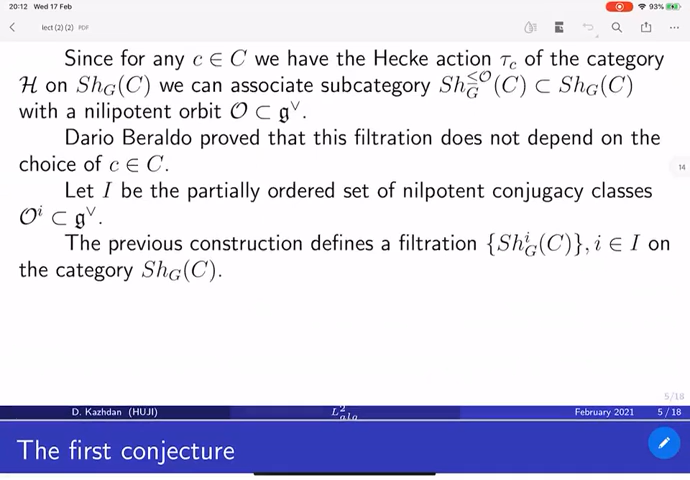 20:12 Wed 17 Feb
93%
lect (2) (2) PDF
Since for any c ∈ C we have the Hecke action τ_c of the category
ℋ on Sh_G(C) we can associate subcategory Sh_G^{≤𝒪}(C) ⊂ Sh_G(C)
with a nilipotent orbit 𝒪 ⊂ 𝔤^∨.
Dario Beraldo proved that this filtration does not depend on the
choice of c ∈ C.
14
Let I be the partially ordered set of nilpotent conjugacy classes
𝒪^i ⊂ 𝔤^∨.
The previous construction defines a filtration {Sh_G^i(C)}, i ∈ I on
the category Sh_G(C).
5/18
D. Kazhdan (HUJI)
L^2_{alg}
February 2021
5 / 18
The first conjecture